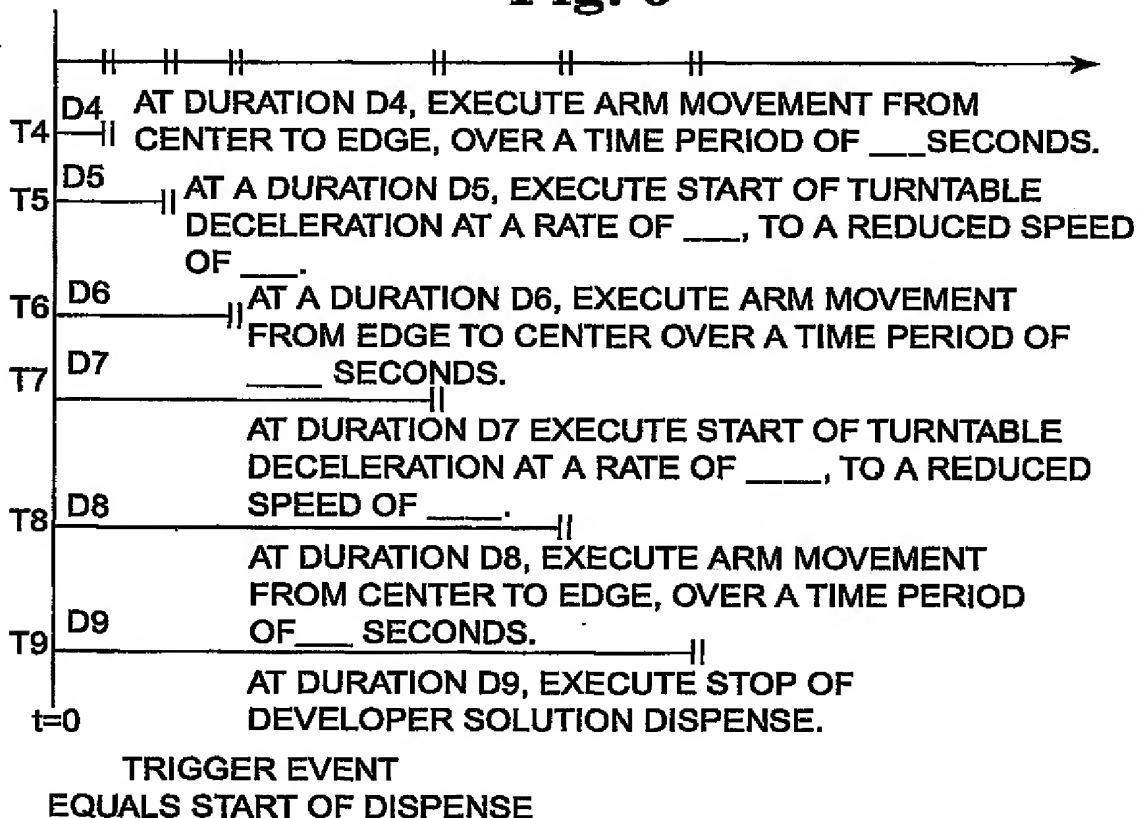 D4 AT DURATION D4, EXECUTE ARM MOVEMENT FROM
T4 CENTER TO EDGE, OVER A TIME PERIOD OF ___SECONDS.
D5
T5 AT A DURATION D5, EXECUTE START OF TURNTABLE
DECELERATION AT A RATE OF ___, TO A REDUCED SPEED
OF ___.
T6 D6 AT A DURATION D6, EXECUTE ARM MOVEMENT
FROM EDGE TO CENTER OVER A TIME PERIOD OF
T7 D7 ____ SECONDS.
AT DURATION D7 EXECUTE START OF TURNTABLE
DECELERATION AT A RATE OF ____, TO A REDUCED
T8 D8 SPEED OF ____.
AT DURATION D8, EXECUTE ARM MOVEMENT
FROM CENTER TO EDGE, OVER A TIME PERIOD
T9 D9 OF___ SECONDS.
AT DURATION D9, EXECUTE STOP OF
t=0 DEVELOPER SOLUTION DISPENSE.
TRIGGER EVENT
EQUALS START OF DISPENSE